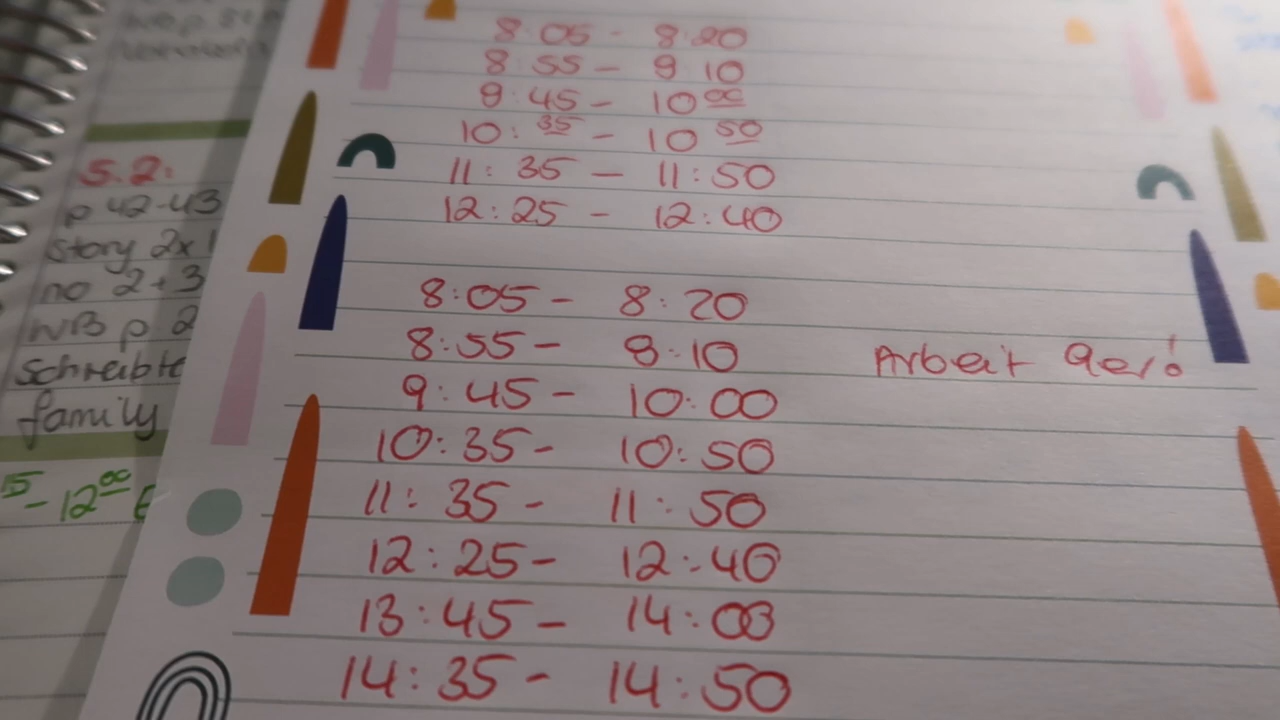 5.2:
p 42-43
story 2x
no 2+3
WB p. 2
schreibte
family
- 12 00
8 05 - 8 20
8 55 - 9 10
9 45 - 10 00
10: 35 - 10 50
11: 35 - 11:50
12:25 - 12:40
8:05 - 8:20
8:55 - 8:10 Arbeit
9:45 - 10:00
10:35 - 10:50
11:35 - 11:50
12:25 - 12:40
13:45 - 14:00
14:35 - 14:50